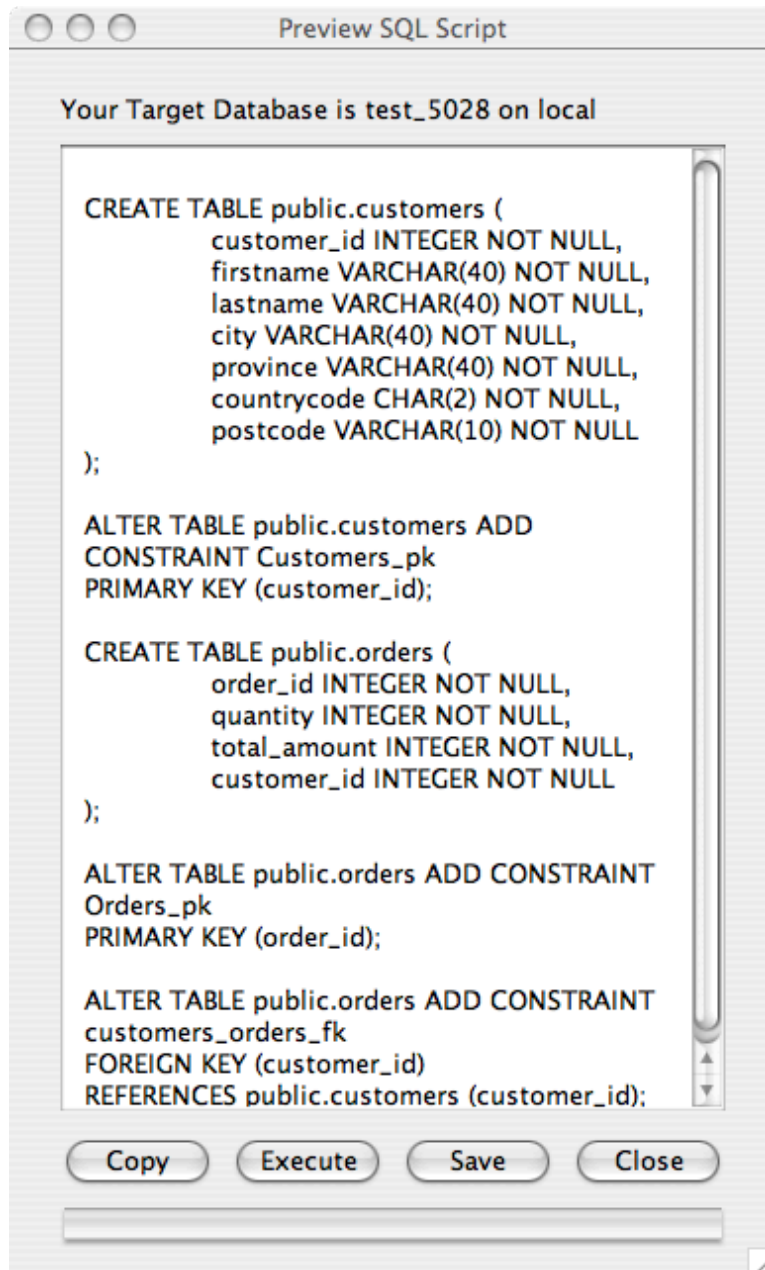 Preview SQL Script
Your Target Database is test_5028 on local
CREATE TABLE public.customers (
customer_id INTEGER NOT NULL,
firstname VARCHAR(40) NOT NULL,
lastname VARCHAR(40) NOT NULL,
city VARCHAR(40) NOT NULL,
province VARCHAR(40) NOT NULL,
countrycode CHAR(2) NOT NULL,
postcode VARCHAR(10) NOT NULL
);
ALTER TABLE public.customers ADD
CONSTRAINT Customers_pk
PRIMARY KEY (customer_id);
CREATE TABLE public.orders (
order_id INTEGER NOT NULL,
quantity INTEGER NOT NULL,
total_amount INTEGER NOT NULL,
customer_id INTEGER NOT NULL
);
ALTER TABLE public.orders ADD CONSTRAINT
Orders_pk
PRIMARY KEY (order_id);
ALTER TABLE public.orders ADD CONSTRAINT
customers_orders_fk
FOREIGN KEY (customer_id)
REFERENCES public.customers (customer_id);
Copy Execute Save Close